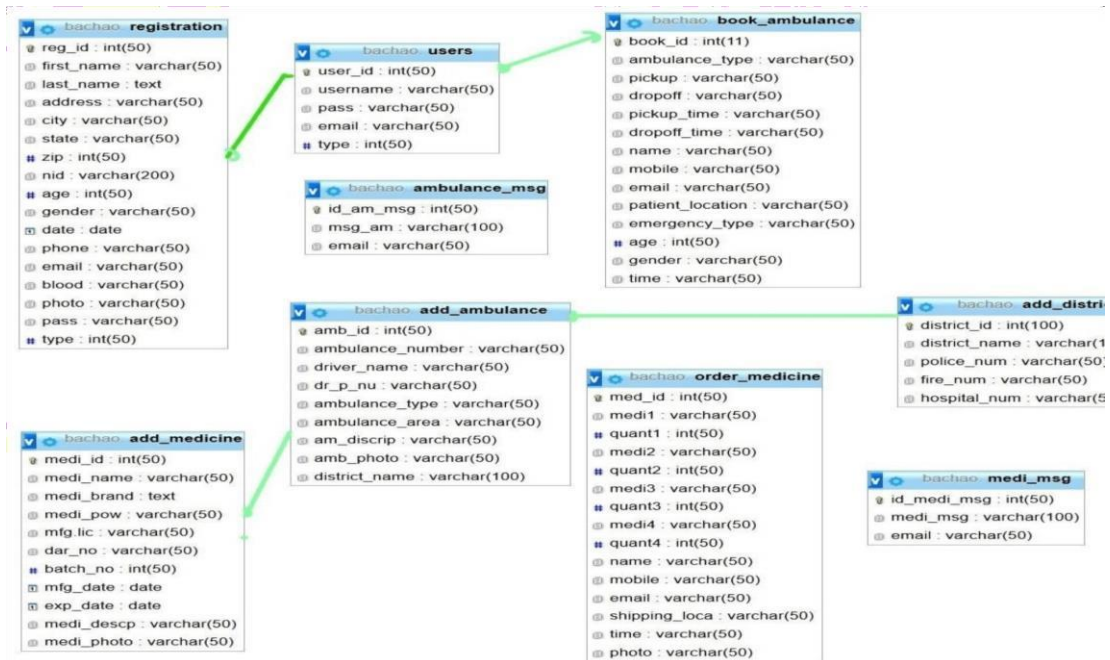 bachao registration
reg_id : int(50)
first_name : varchar(50)
last_name : text
address : varchar(50)
city : varchar(50)
state : varchar(50)
zip : int(50)
nid : varchar(200)
age : int(50)
gender : varchar(50)
date : date
phone : varchar(50)
email : varchar(50)
blood : varchar(50)
photo : varchar(50)
pass : varchar(50)
type : int(50)
bachao users
user_id : int(50)
username : varchar(50)
pass : varchar(50)
email : varchar(50)
type : int(50)
bachao book_ambulance
book_id : int(11)
ambulance_type : varchar(50)
pickup : varchar(50)
dropoff : varchar(50)
pickup_time : varchar(50)
dropoff_time : varchar(50)
name : varchar(50)
mobile : varchar(50)
email : varchar(50)
patient_location : varchar(50)
emergency_type : varchar(50)
age : int(50)
gender : varchar(50)
time : varchar(50)
bachao ambulance_msg
id_am_msg : int(50)
msg_am : varchar(100)
email : varchar(50)
bachao add_ambulance
amb_id : int(50)
ambulance_number : varchar(50)
driver_name : varchar(50)
dr_p_nu : varchar(50)
ambulance_type : varchar(50)
ambulance_area : varchar(50)
am_discrip : varchar(50)
amb_photo : varchar(50)
district_name : varchar(100)
bachao add_distric
district_id : int(100)
district_name : varchar(1
police_num : varchar(50)
fire_num : varchar(50)
hospital_num : varchar(5
bachao add_medicine
medi_id : int(50)
medi_name : varchar(50)
medi_brand : text
medi_pow : varchar(50)
mfg.lic : varchar(50)
dar_no : varchar(50)
batch_no : int(50)
mfg_date : date
exp_date : date
medi_descp : varchar(50)
medi_photo : varchar(50)
bachao order_medicine
med_id : int(50)
medi1 : varchar(50)
quant1 : int(50)
medi2 : varchar(50)
quant2 : int(50)
medi3 : varchar(50)
quant3 : int(50)
medi4 : varchar(50)
quant4 : int(50)
name : varchar(50)
mobile : varchar(50)
email : varchar(50)
shipping_loca : varchar(50)
time : varchar(50)
photo : varchar(50)
bachao medi_msg
id_medi_msg : int(50)
medi_msg : varchar(100)
email : varchar(50)